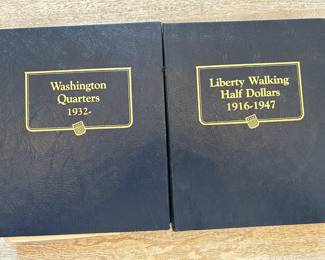 Washington
Quarters
1932-
Liberty Walking
Half Dollars
1916-1947